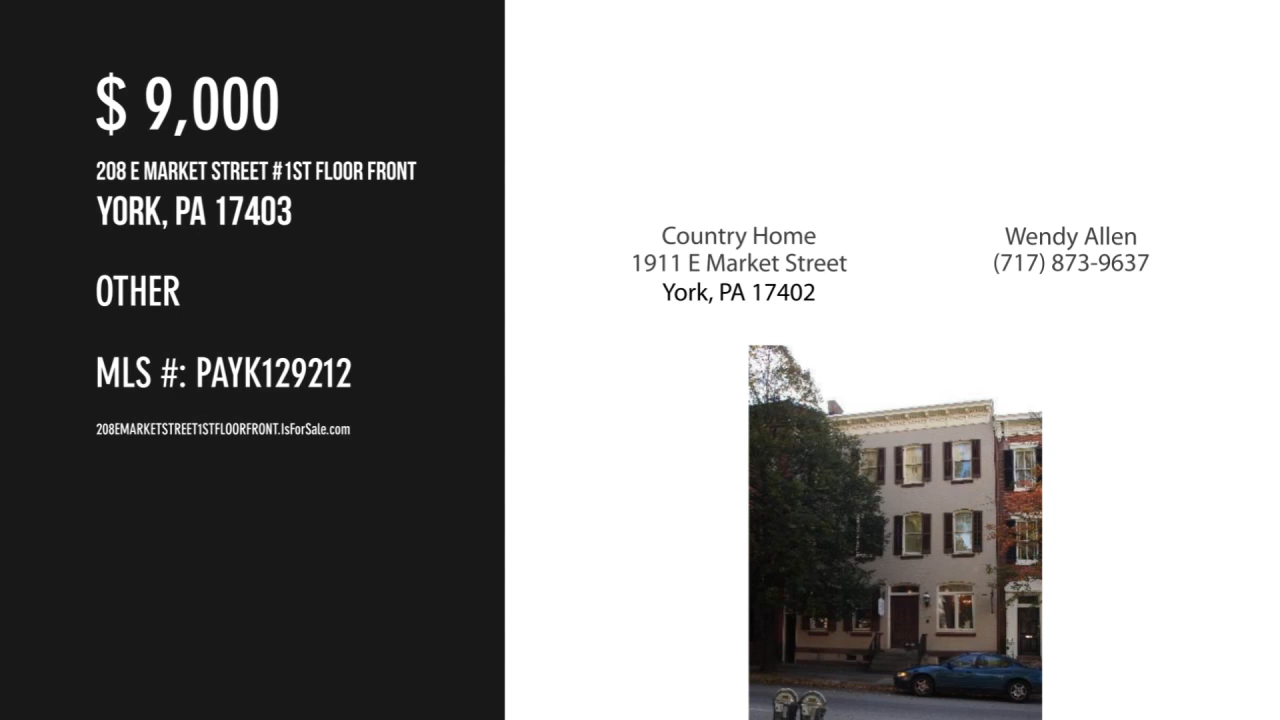 $ 9,000
208 E MARKET STREET #1ST FLOOR FRONT
YORK, PA 17403
OTHER
MLS #: PAYK129212
208EMARKETSTREET1STFLOORFRONT.IsForSale.com
Country Home
1911 E Market Street
York, PA 17402
Wendy Allen
(717) 873-9637